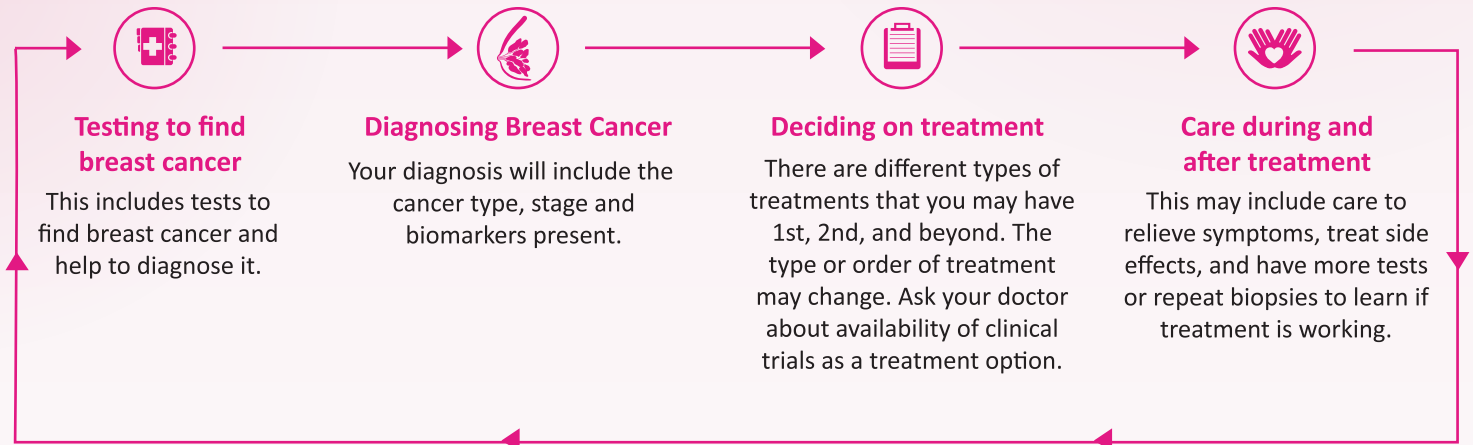 Testing to find
breast cancer
This includes tests to
find breast cancer and
help to diagnose it.
Diagnosing Breast Cancer
Your diagnosis will include the
cancer type, stage and
biomarkers present.
Deciding on treatment
There are different types of
treatments that you may have
1st, 2nd, and beyond. The
type or order of treatment
may change. Ask your doctor
about availability of clinical
trials as a treatment option.
Care during and
after treatment
This may include care to
relieve symptoms, treat side
effects, and have more tests
or repeat biopsies to learn if
treatment is working.